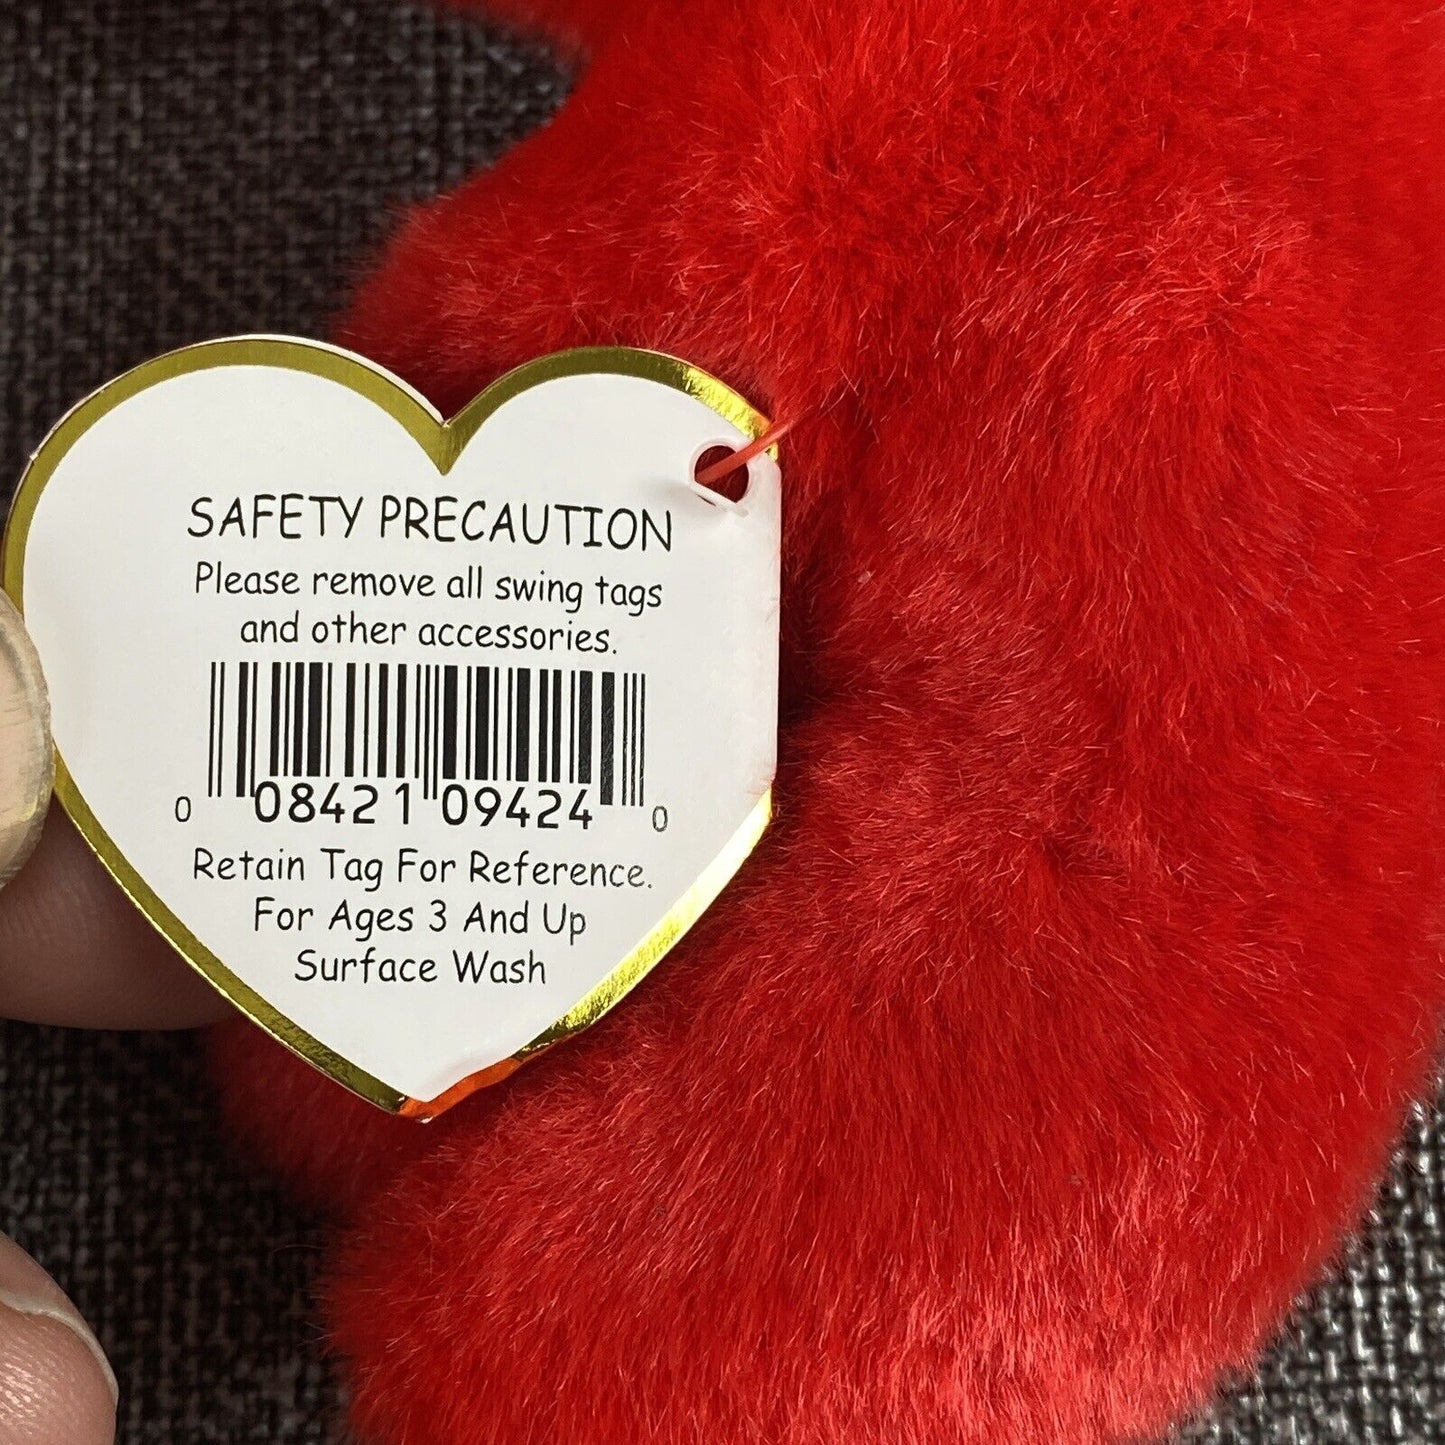 SAFETY PRECAUTION
Please remove all swing tags
and other accessories.
0 08421 09424 0
Retain Tag For Reference.
For Ages 3 And Up
Surface Wash